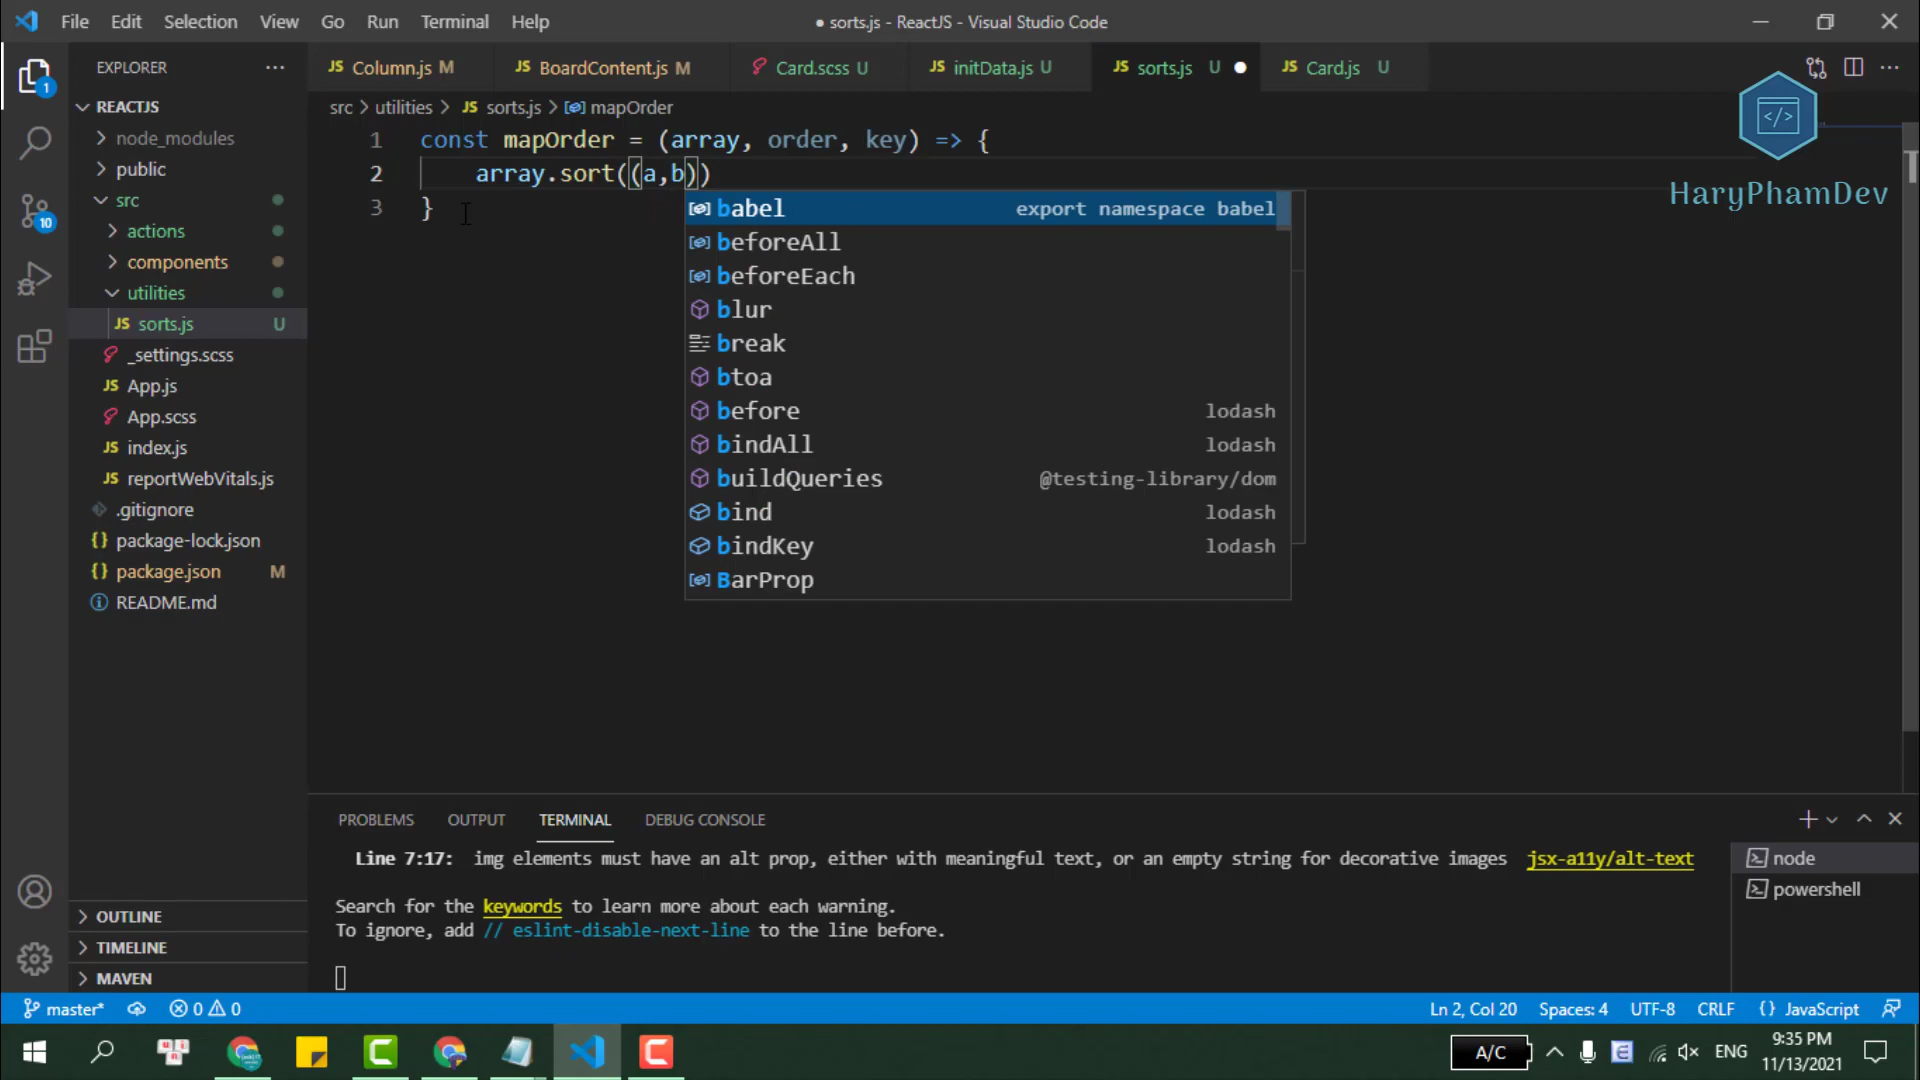 File Edit Selection View Go Run Terminal Help
● sorts.js - ReactJS - Visual Studio Code
EXPLORER
JS Column.js M JS BoardContent.js M Card.scss U JS initData.js U JS sorts.js U JS Card.js U
REACTJS
node_modules
public
src
actions
components
utilities
JS sorts.js U
_settings.scss
JS App.js
App.scss
JS index.js
JS reportWebVitals.js
.gitignore
{} package-lock.json
{} package.json M
README.md
OUTLINE
TIMELINE
MAVEN
1
10
src > utilities > JS sorts.js > mapOrder
1 const mapOrder = (array, order, key) => {
2 array.sort((a,b))
3 }
babel export namespace babel
beforeAll
beforeEach
blur
break
btoa
before lodash
bindAll lodash
buildQueries @testing-library/dom
bind lodash
bindKey lodash
BarProp
</>
HaryPhamDev
PROBLEMS OUTPUT TERMINAL DEBUG CONSOLE
Line 7:17: img elements must have an alt prop, either with meaningful text, or an empty string for decorative images jsx-a11y/alt-text
Search for the keywords to learn more about each warning.
To ignore, add // eslint-disable-next-line to the line before.
node
powershell
master* 0 0 Ln 2, Col 20 Spaces: 4 UTF-8 CRLF {} JavaScript
A/C ENG 9:35 PM
11/13/2021